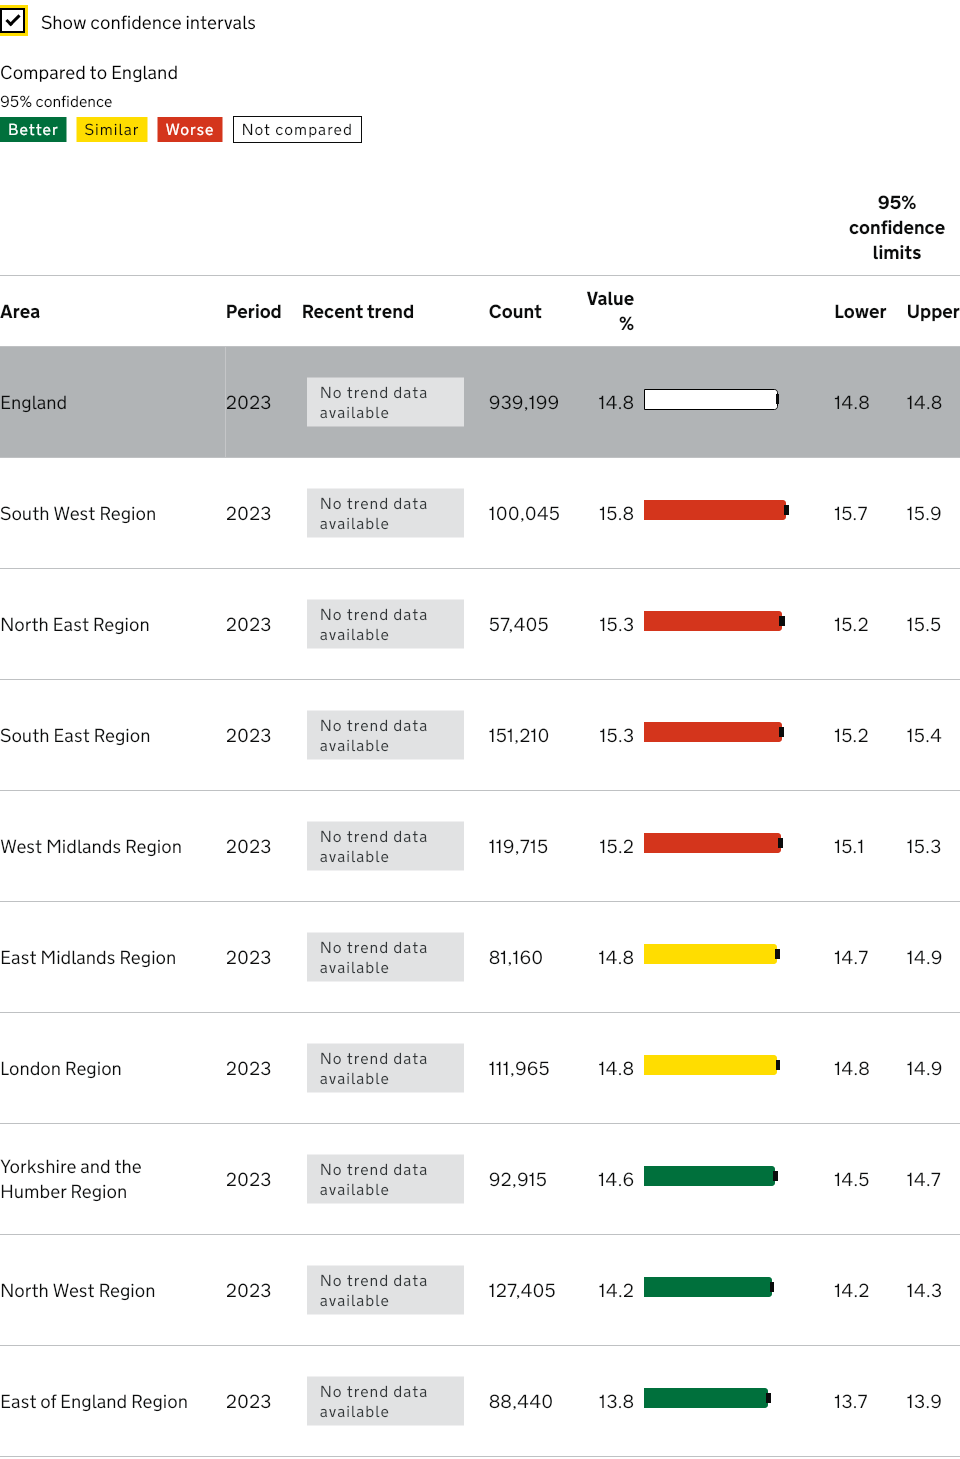 Show confidence intervals
Compared to England
95% confidence
Better Similar Worse Not compared
95%
confidence
limits
Area Period Recent trend Count Value % Lower Upper
England 2023 No trend data available 939,199 14.8 14.8 14.8
South West Region 2023 No trend data available 100,045 15.8 15.7 15.9
North East Region 2023 No trend data available 57,405 15.3 15.2 15.5
South East Region 2023 No trend data available 151,210 15.3 15.2 15.4
West Midlands Region 2023 No trend data available 119,715 15.2 15.1 15.3
East Midlands Region 2023 No trend data available 81,160 14.8 14.7 14.9
London Region 2023 No trend data available 111,965 14.8 14.8 14.9
Yorkshire and the Humber Region 2023 No trend data available 92,915 14.6 14.5 14.7
North West Region 2023 No trend data available 127,405 14.2 14.2 14.3
East of England Region 2023 No trend data available 88,440 13.8 13.7 13.9